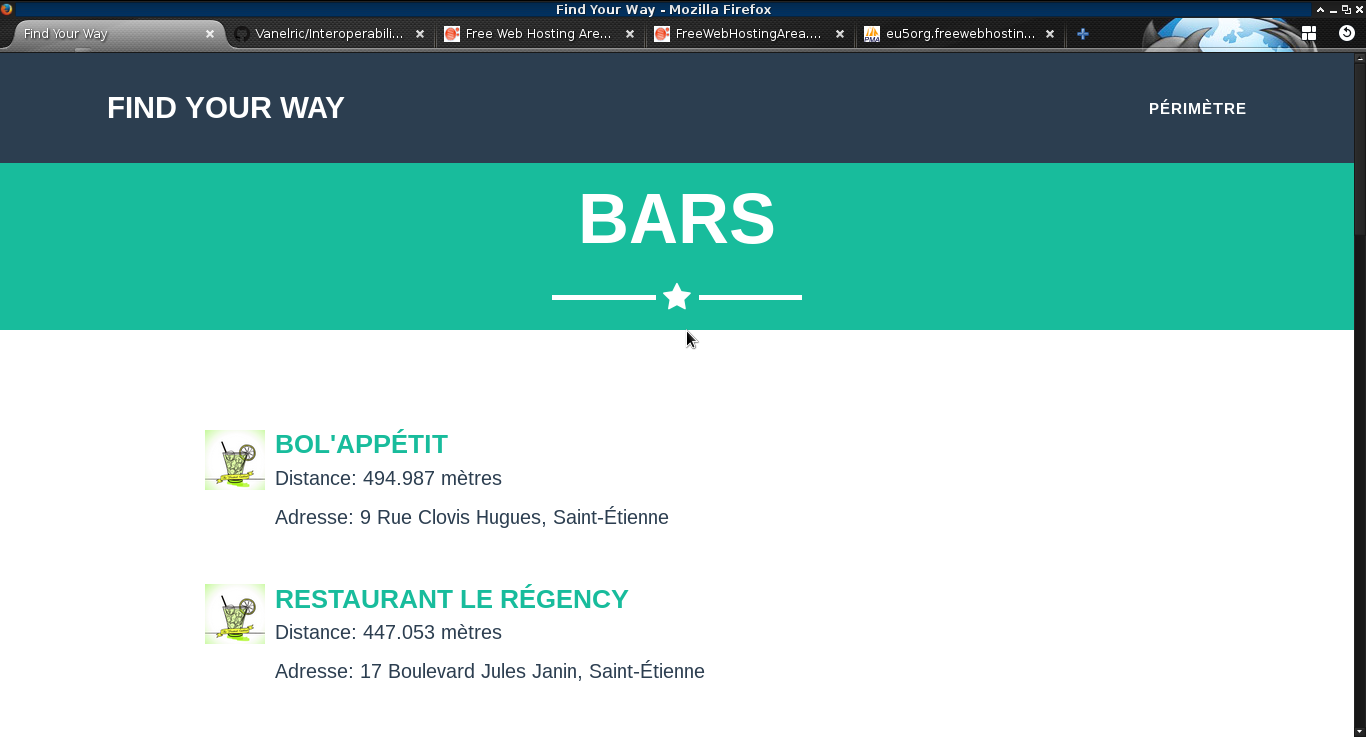 Find Your Way - Mozilla Firefox
Find Your Way
Vanelric/Interoperabili...
Free Web Hosting Are...
FreeWebHostingArea....
eu5org.freewebhostin...
FIND YOUR WAY
PÉRIMÈTRE
BARS
BOL'APPÉTIT
Distance: 494.987 mètres
Adresse: 9 Rue Clovis Hugues, Saint-Étienne
RESTAURANT LE RÉGENCY
Distance: 447.053 mètres
Adresse: 17 Boulevard Jules Janin, Saint-Étienne